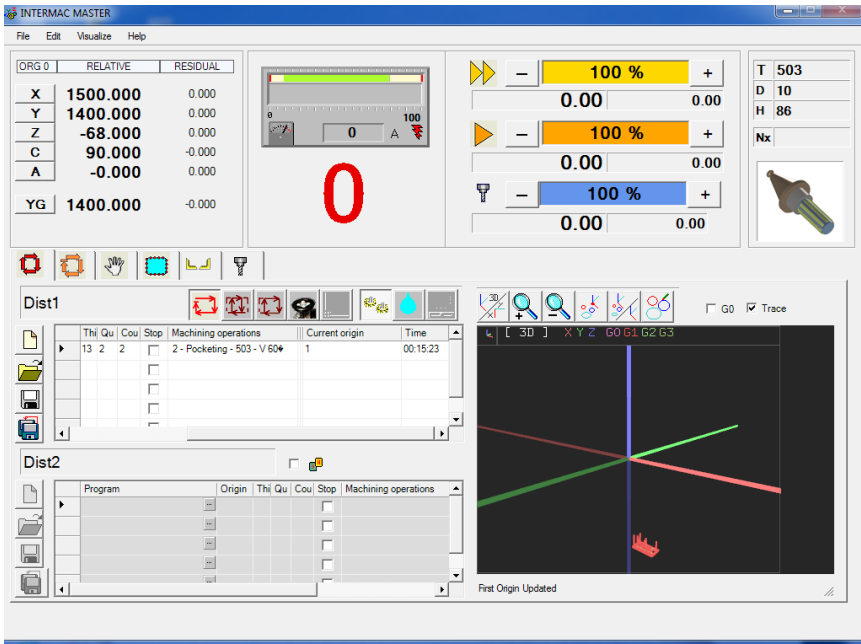 INTERMAC MASTER
File Edit Visualize Help
ORG 0 RELATIVE RESIDUAL
X 1500.000 0.000
Y 1400.000 0.000
Z -68.000 0.000
C 90.000 -0.000
A -0.000 0.000
YG 1400.000 -0.000
0 100
0 A
0
− 100 % +
0.00 0.00
− 100 % +
0.00 0.00
− 100 % +
0.00 0.00
T 503
D 10
H 86
Nx
Dist1
Thi Qu Cou Stop Machining operations Current origin Time
13 2 2 2 - Pocketing - 503 - V 60 1 00:15:23
Dist2
Program Origin Thi Qu Cou Stop Machining operations
3D
G0 Trace
[ 3D ] X Y Z G0 G1 G2 G3
First Origin Updated